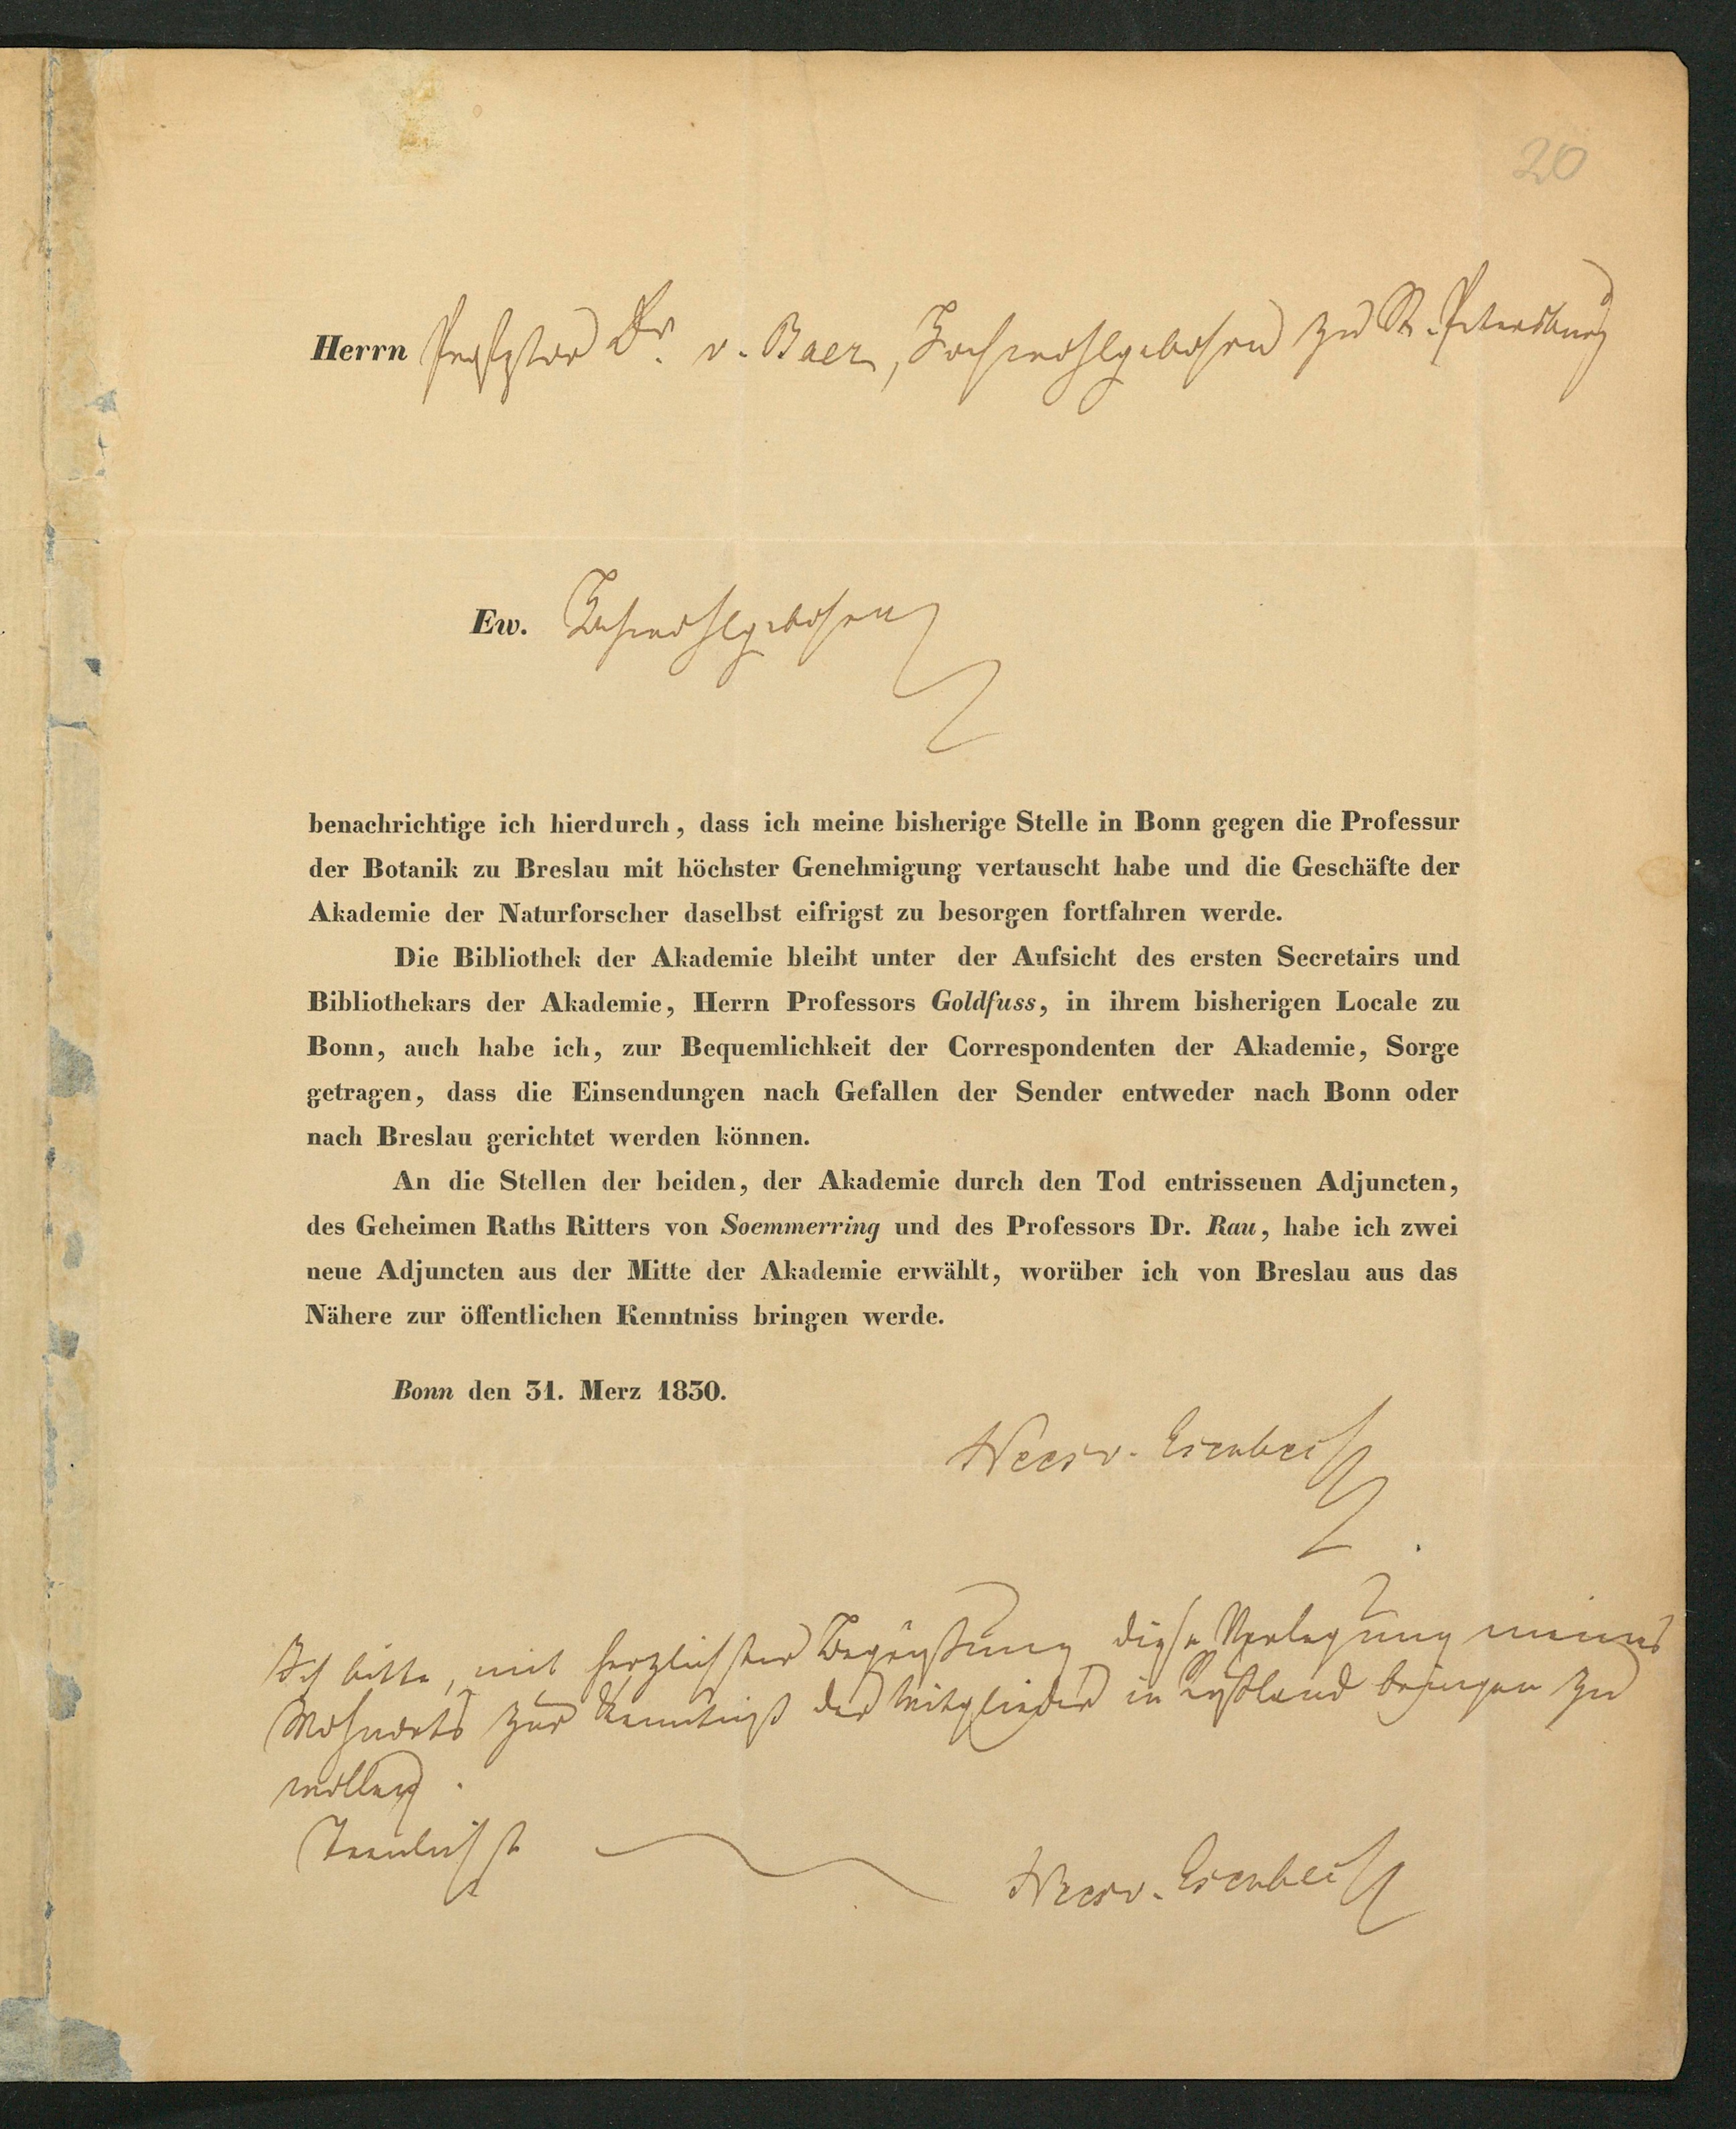 20
Herrn Professor Dr. v. Baer, Hochwohlgeboren zu St. Petersburg
Ew. Hochwohlgeboren
benachrichtige ich hierdurch, dass ich meine bisherige Stelle in Bonn gegen die Professur
der Botanik zu Breslau mit höchster Genehmigung vertauscht habe und die Geschäfte der
Akademie der Naturforscher daselbst eifrigst zu besorgen fortfahren werde.
Die Bibliothek der Akademie bleibt unter der Aufsicht des ersten Secretairs und
Bibliothekars der Akademie, Herrn Professors Goldfuss, in ihrem bisherigen Locale zu
Bonn, auch habe ich, zur Bequemlichkeit der Correspondenten der Akademie, Sorge
getragen, dass die Einsendungen nach Gefallen der Sender entweder nach Bonn oder
nach Breslau gerichtet werden können.
An die Stellen der beiden, der Akademie durch den Tod entrissenen Adjuncten,
des Geheimen Raths Ritters von Soemmerring und des Professors Dr. Rau, habe ich zwei
neue Adjuncten aus der Mitte der Akademie erwählt, worüber ich von Breslau aus das
Nähere zur öffentlichen Kenntniss bringen werde.
Bonn den 31. Merz 1830.
Nees v. Esenbeck
Ich bitte, mit herzlichster Begrüßung diese Verlegung meines
Wohnorts zur Kenntniß der Mitglieder in Rußland bringen zu
wollen.
Treulichst
Nees v. Esenbeck